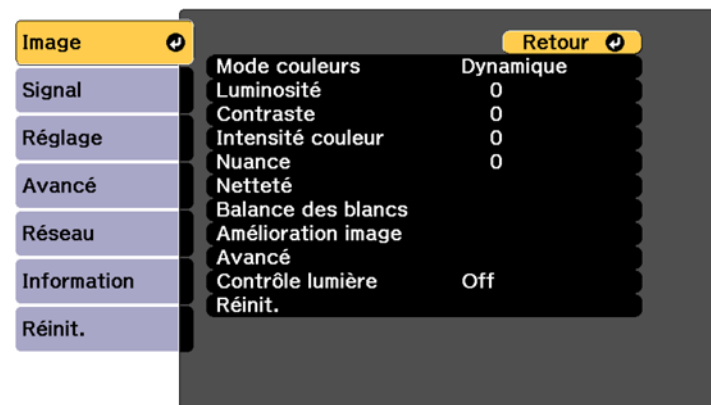 Image
Signal
Réglage
Avancé
Réseau
Information
Réinit.
Retour
Mode couleurs Dynamique
Luminosité 0
Contraste 0
Intensité couleur 0
Nuance 0
Netteté
Balance des blancs
Amélioration image
Avancé
Contrôle lumière Off
Réinit.